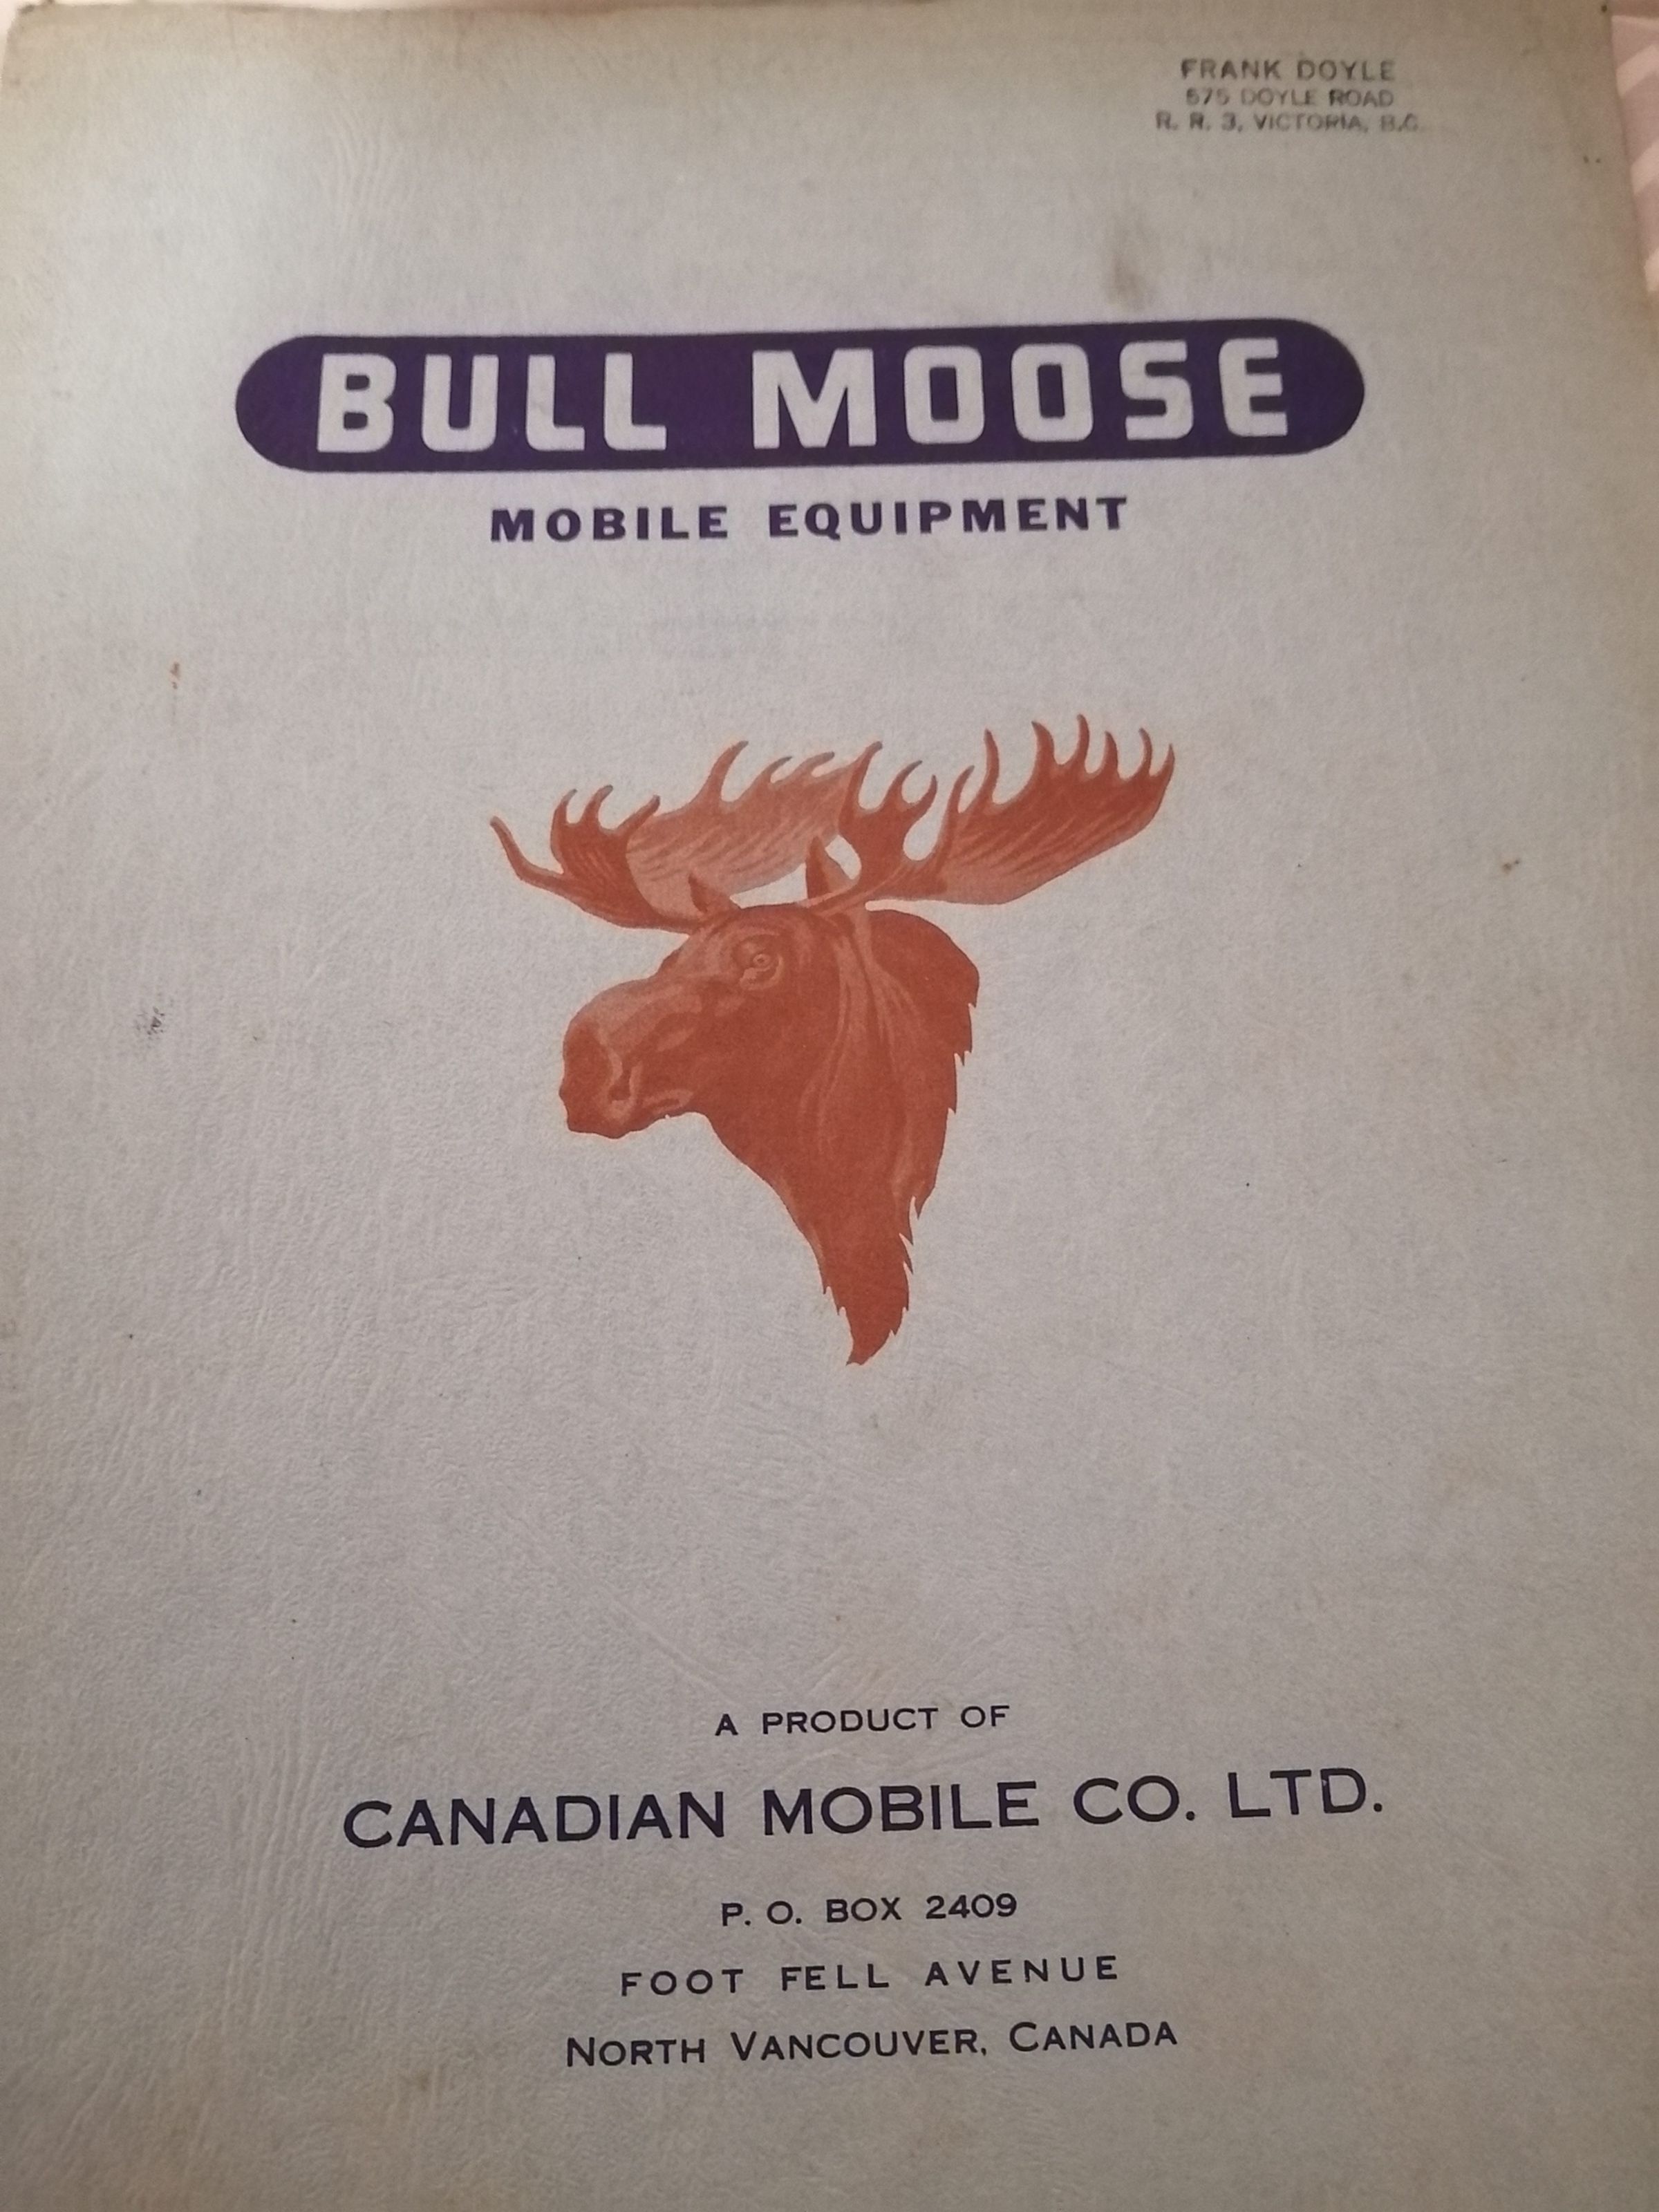 FRANK DOYLE
675 DOYLE ROAD
R. R. 3, VICTORIA, B.C.
BULL MOOSE
MOBILE EQUIPMENT
A PRODUCT OF
CANADIAN MOBILE CO. LTD.
P. O. BOX 2409
FOOT FELL AVENUE
NORTH VANCOUVER, CANADA